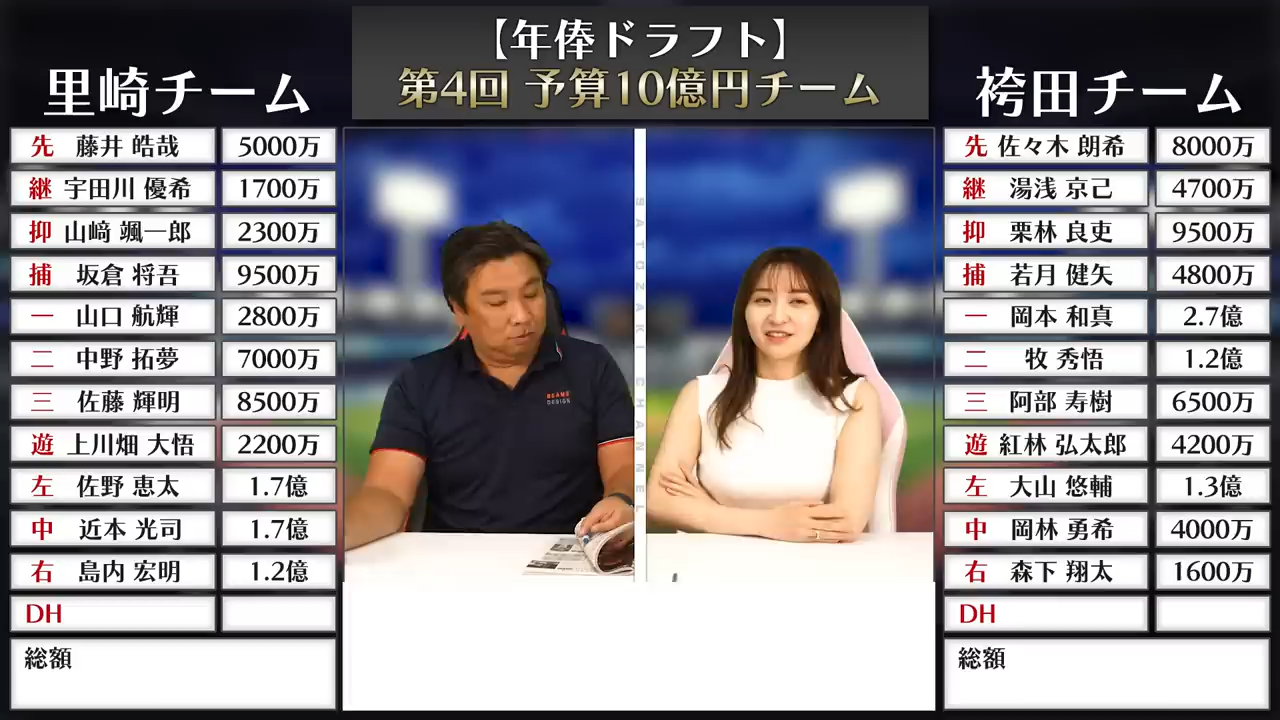 【年俸ドラフト】
第4回 予算10億円チーム
里崎チーム
先 藤井 皓哉 5000万
継 宇田川 優希 1700万
抑 山﨑 颯一郎 2300万
捕 坂倉 将吾 9500万
一 山口 航輝 2800万
二 中野 拓夢 7000万
三 佐藤 輝明 8500万
遊 上川畑 大悟 2200万
左 佐野 恵太 1.7億
中 近本 光司 1.7億
右 島内 宏明 1.2億
DH
総額
SATOZAKI CHANNEL
BEAMS
DESIGN
袴田チーム
先 佐々木 朗希 8000万
継 湯浅 京己 4700万
抑 栗林 良吏 9500万
捕 若月 健矢 4800万
一 岡本 和真 2.7億
二 牧 秀悟 1.2億
三 阿部 寿樹 6500万
遊 紅林 弘太郎 4200万
左 大山 悠輔 1.3億
中 岡林 勇希 4000万
右 森下 翔太 1600万
DH
総額